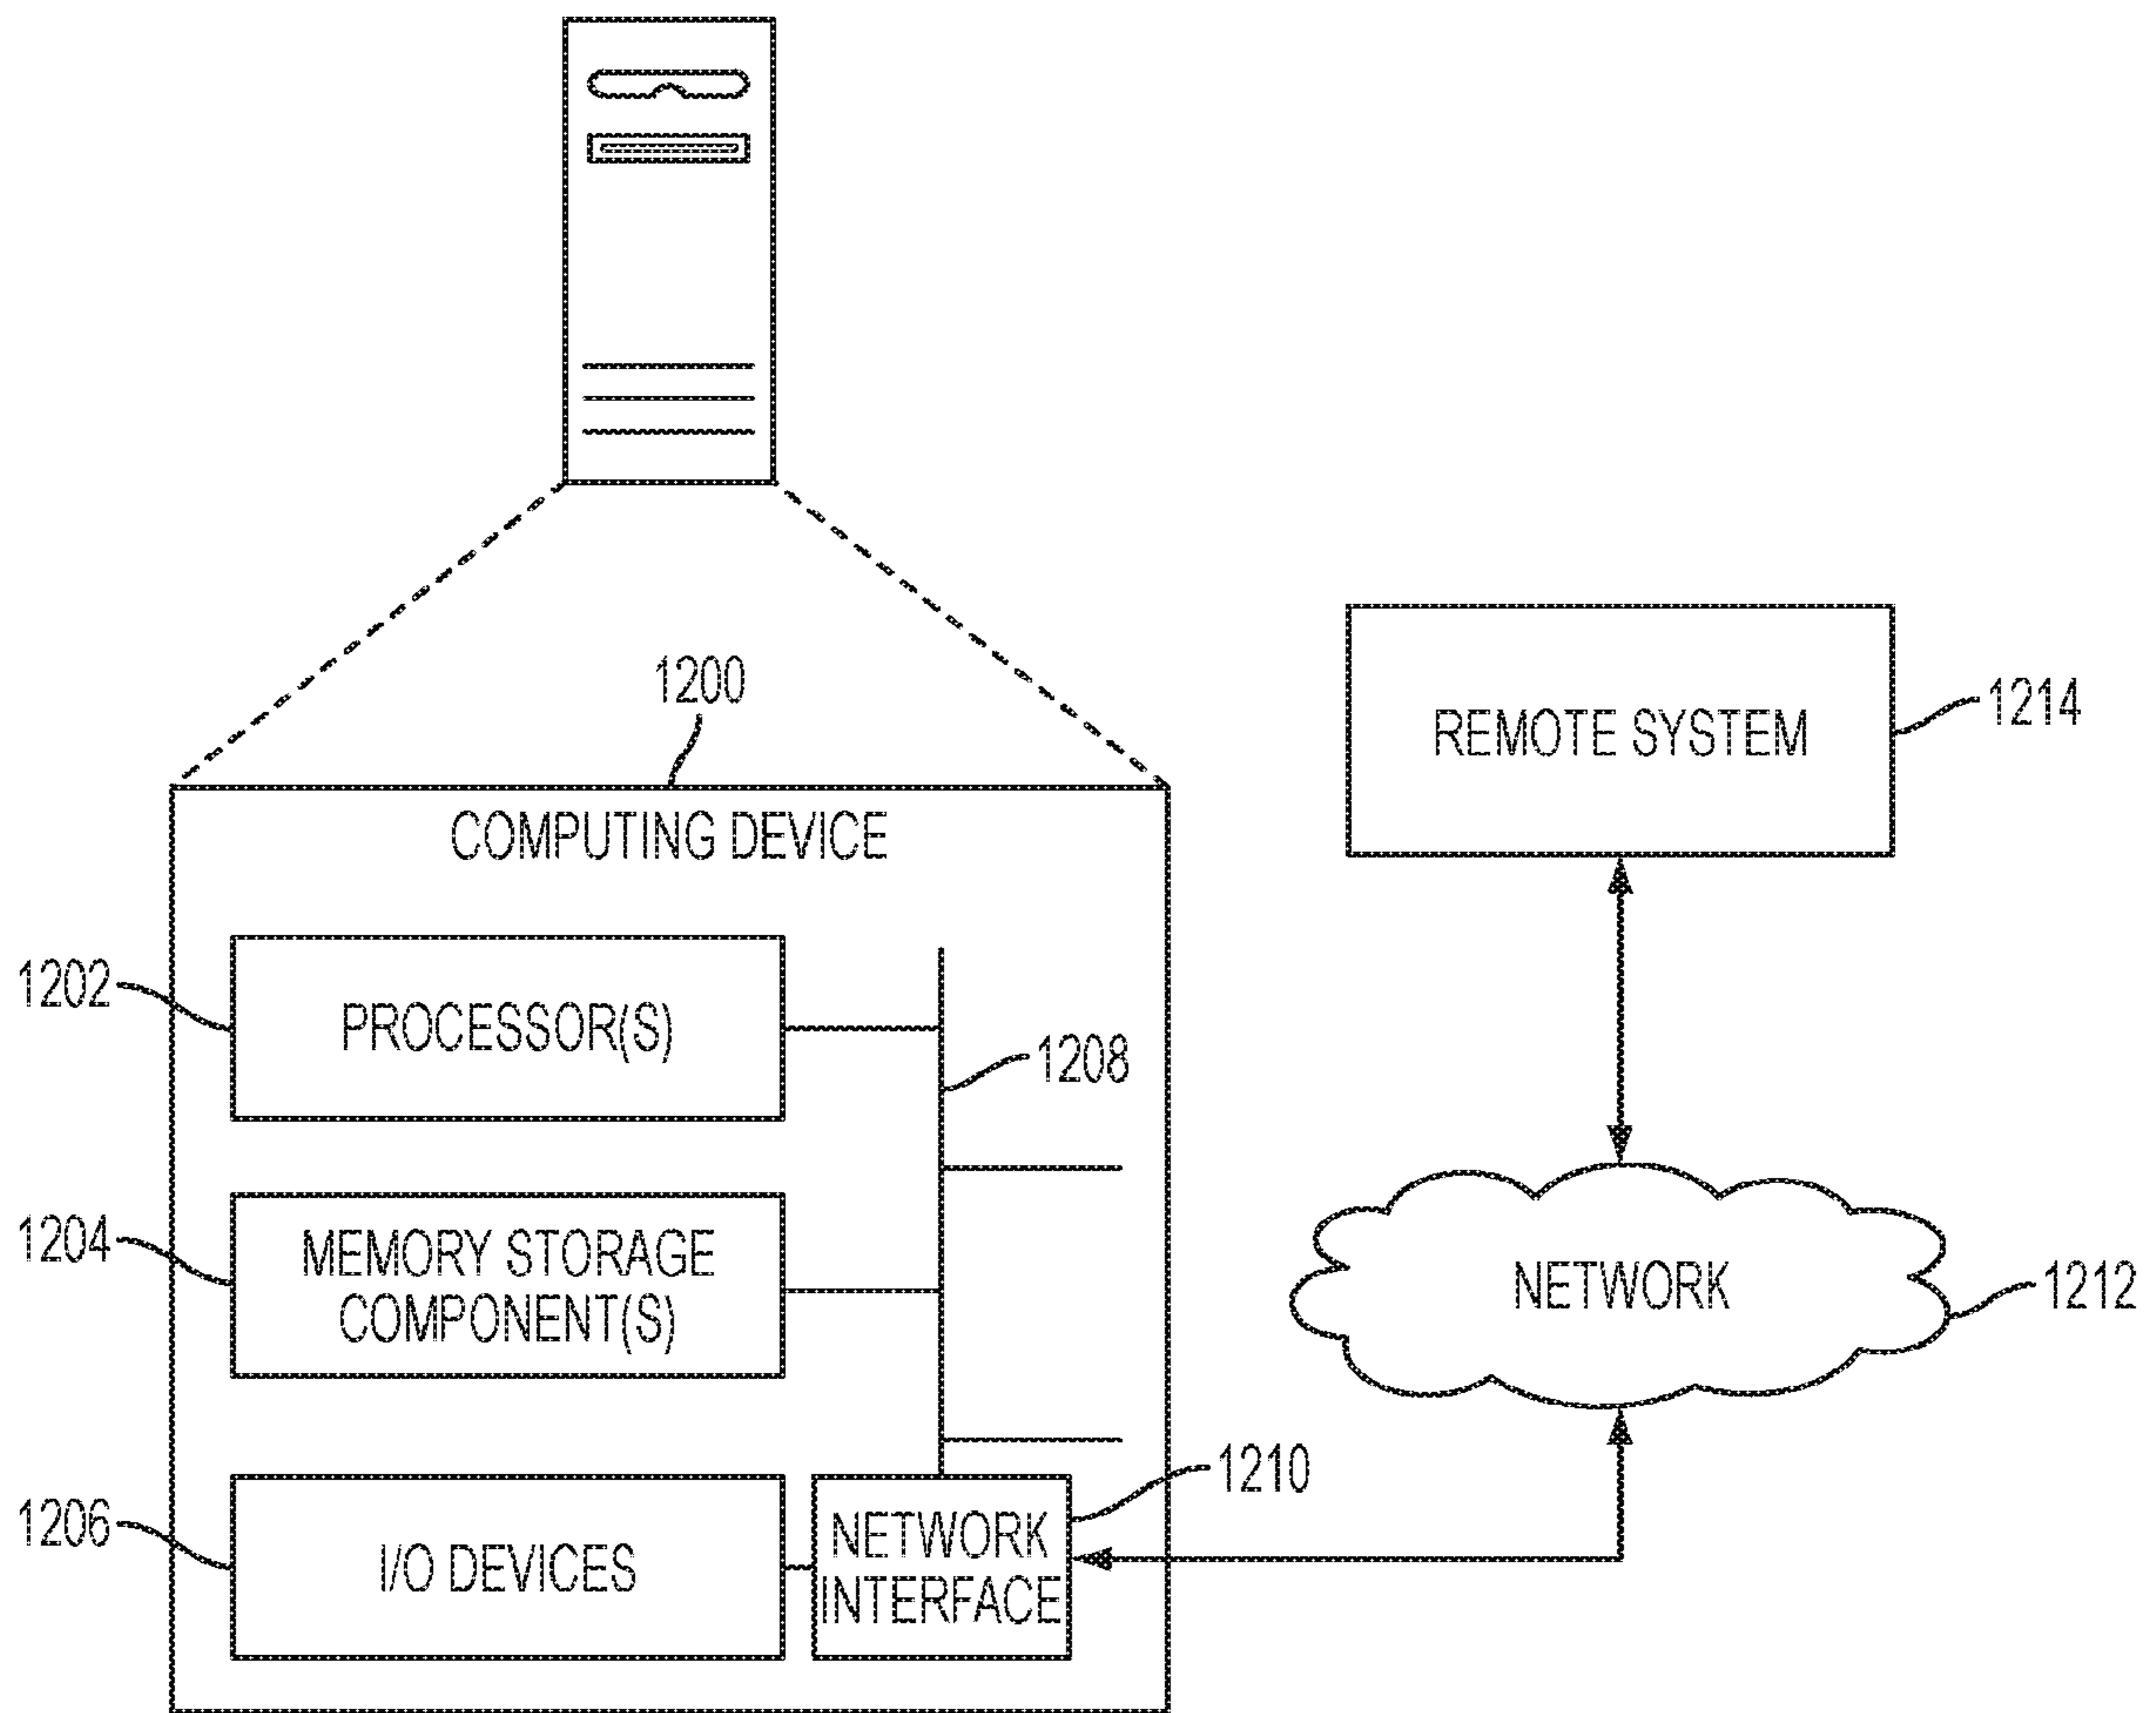 1200
COMPUTING DEVICE
1202
PROCESSOR(S)
1208
1204
MEMORY STORAGE
COMPONENT(S)
1206
I/O DEVICES
NETWORK
INTERFACE
1210
REMOTE SYSTEM
1214
NETWORK
1212